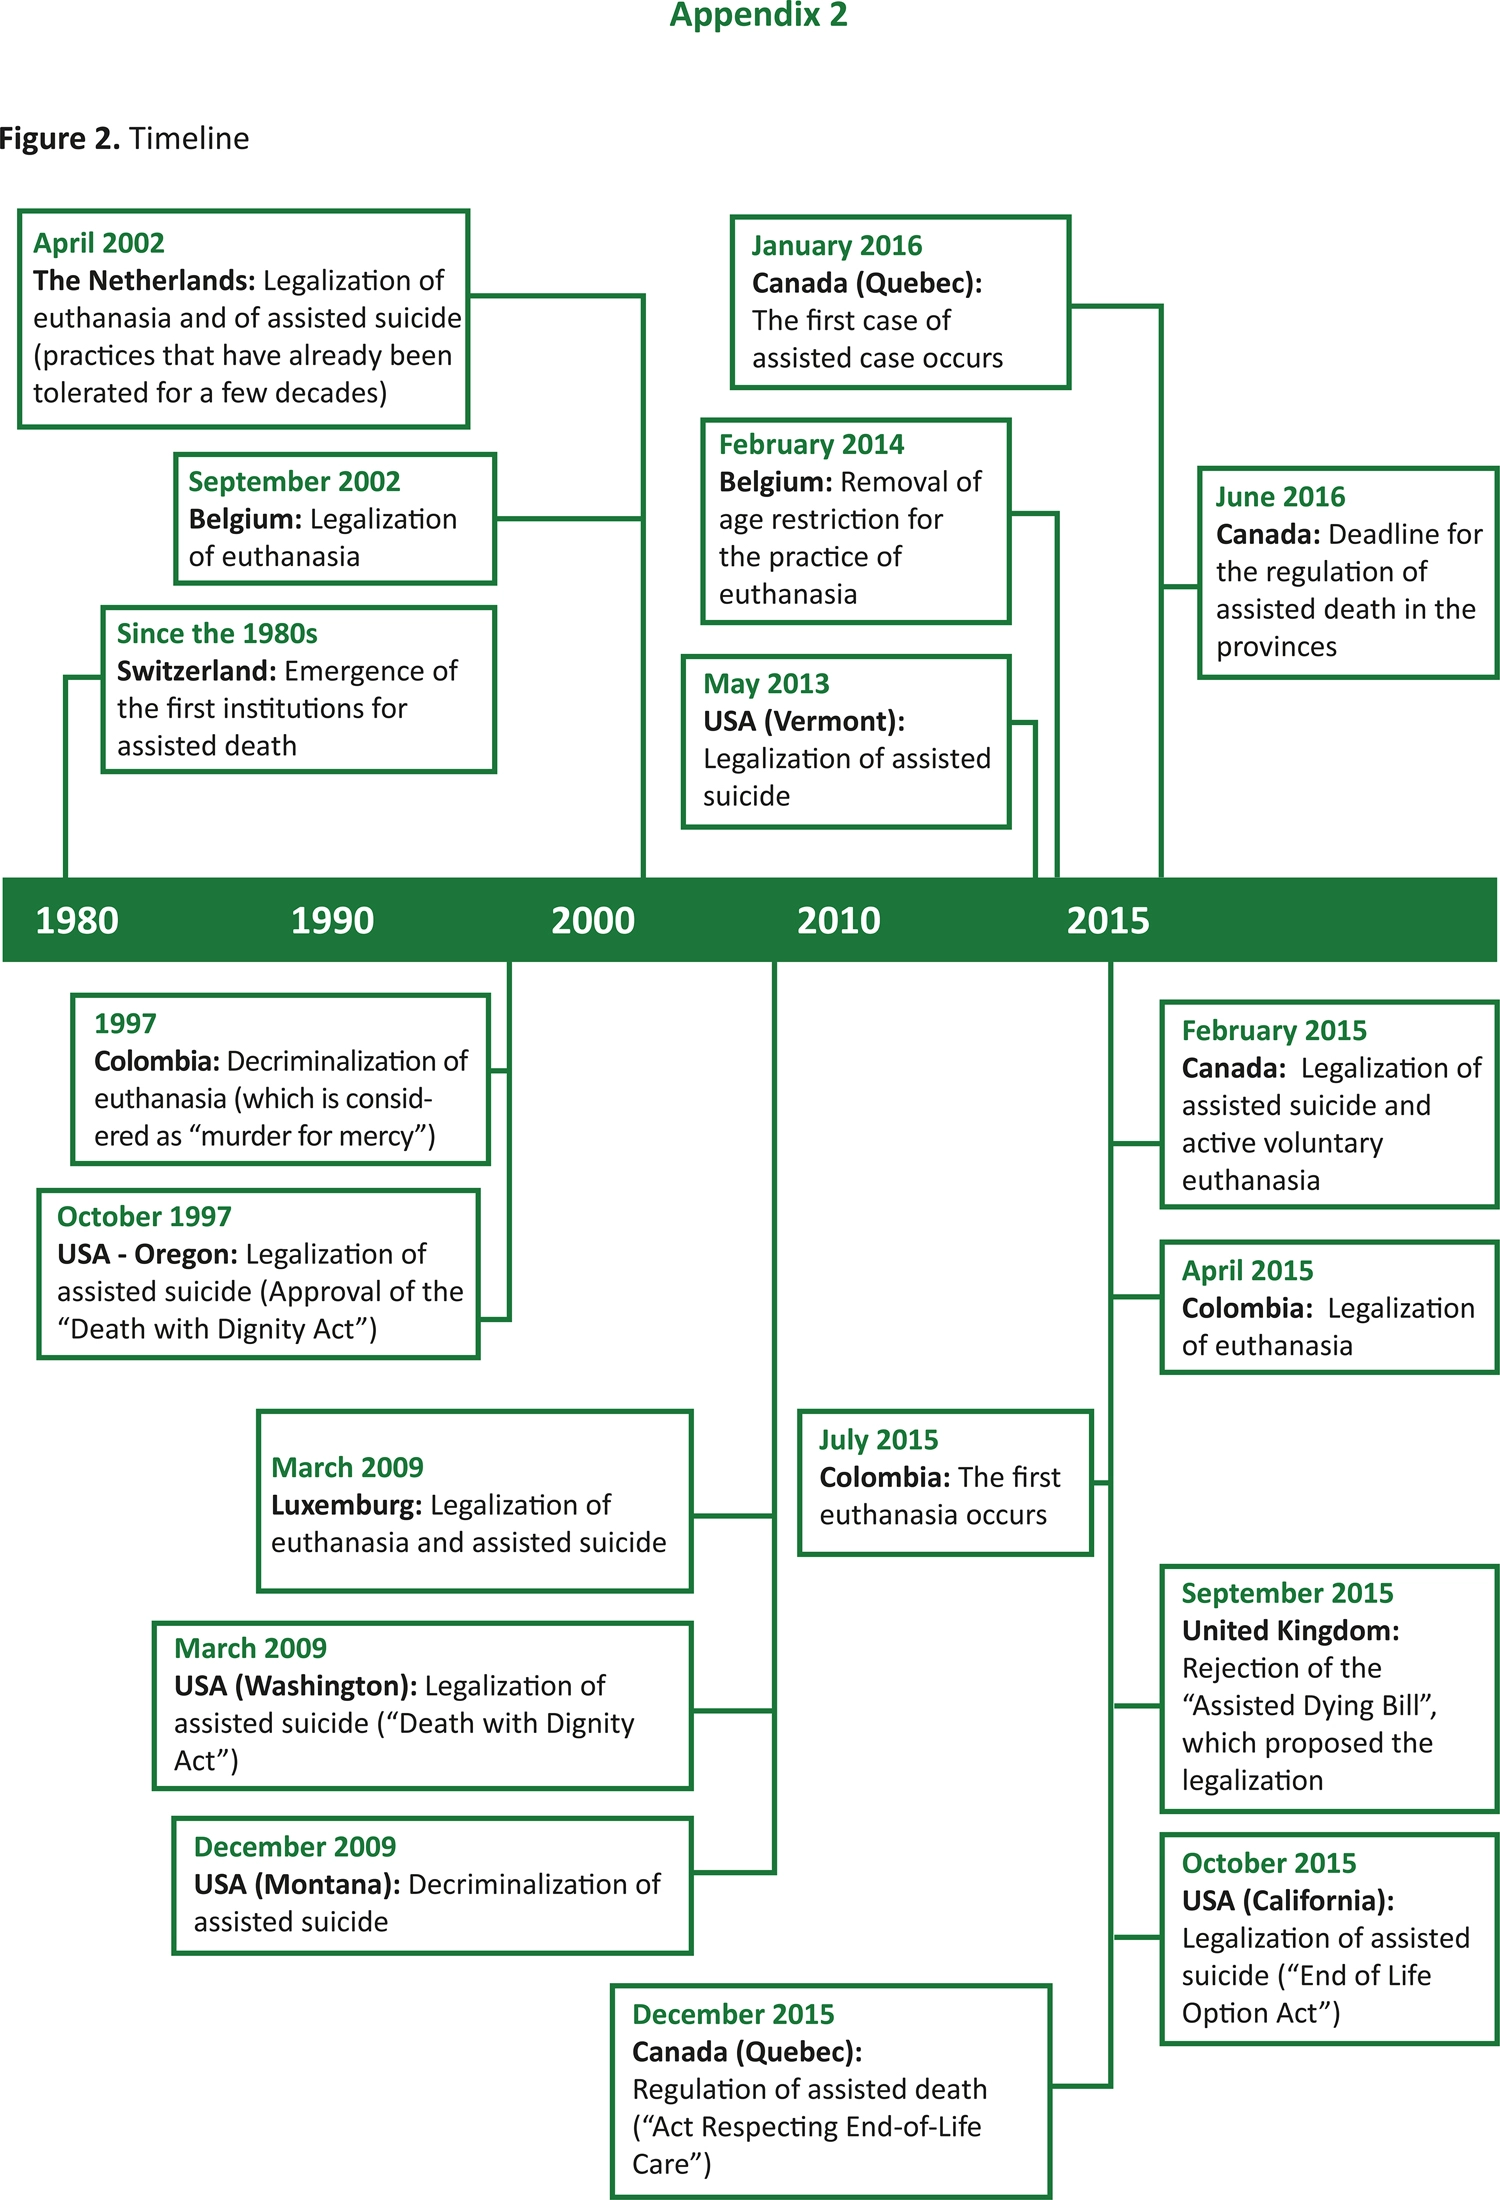 Appendix 2
Figure 2. Timeline
April 2002
The Netherlands: Legalization of
euthanasia and of assisted suicide
(practices that have already been
tolerated for a few decades)
September 2002
Belgium: Legalization
of euthanasia
Since the 1980s
Switzerland: Emergence of
the first institutions for
assisted death
January 2016
Canada (Quebec):
The first case of
assisted case occurs
February 2014
Belgium: Removal of
age restriction for
the practice of
euthanasia
May 2013
USA (Vermont):
Legalization of assisted
suicide
June 2016
Canada: Deadline for
the regulation of
assisted death in the
provinces
1980 1990 2000 2010 2015
1997
Colombia: Decriminalization of
euthanasia (which is consid-
ered as “murder for mercy”)
October 1997
USA - Oregon: Legalization of
assisted suicide (Approval of the
“Death with Dignity Act”)
March 2009
Luxemburg: Legalization of
euthanasia and assisted suicide
March 2009
USA (Washington): Legalization of
assisted suicide (“Death with Dignity
Act”)
December 2009
USA (Montana): Decriminalization of
assisted suicide
February 2015
Canada: Legalization of
assisted suicide and
active voluntary
euthanasia
April 2015
Colombia: Legalization
of euthanasia
July 2015
Colombia: The first
euthanasia occurs
September 2015
United Kingdom:
Rejection of the
“Assisted Dying Bill”,
which proposed the
legalization
October 2015
USA (California):
Legalization of assisted
suicide (“End of Life
Option Act”)
December 2015
Canada (Quebec):
Regulation of assisted death
(“Act Respecting End-of-Life
Care”)